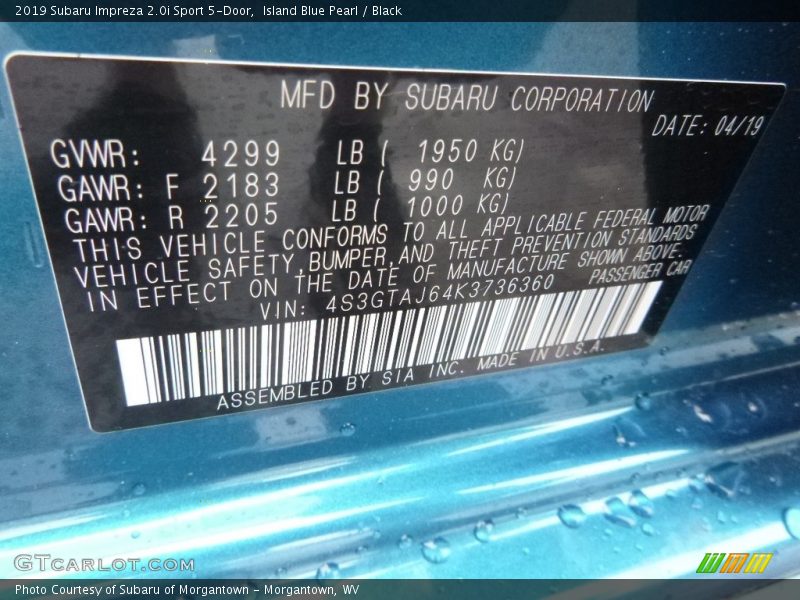 2019 Subaru Impreza 2.0i Sport 5-Door, Island Blue Pearl / Black
MFD BY SUBARU CORPORATION
DATE: 04/19
GVWR: 4299 LB ( 1950 KG)
GAWR: F 2183 LB ( 990 KG)
GAWR: R 2205 LB ( 1000 KG)
THIS VEHICLE CONFORMS TO ALL APPLICABLE FEDERAL MOTOR
VEHICLE SAFETY,BUMPER,AND THEFT PREVENTION STANDARDS
IN EFFECT ON THE DATE OF MANUFACTURE SHOWN ABOVE.
VIN: 4S3GTAJ64K3736360 PASSENGER CAR
ASSEMBLED BY SIA INC. MADE IN U.S.A.
GTCARLOT.COM
Photo Courtesy of Subaru of Morgantown - Morgantown, WV